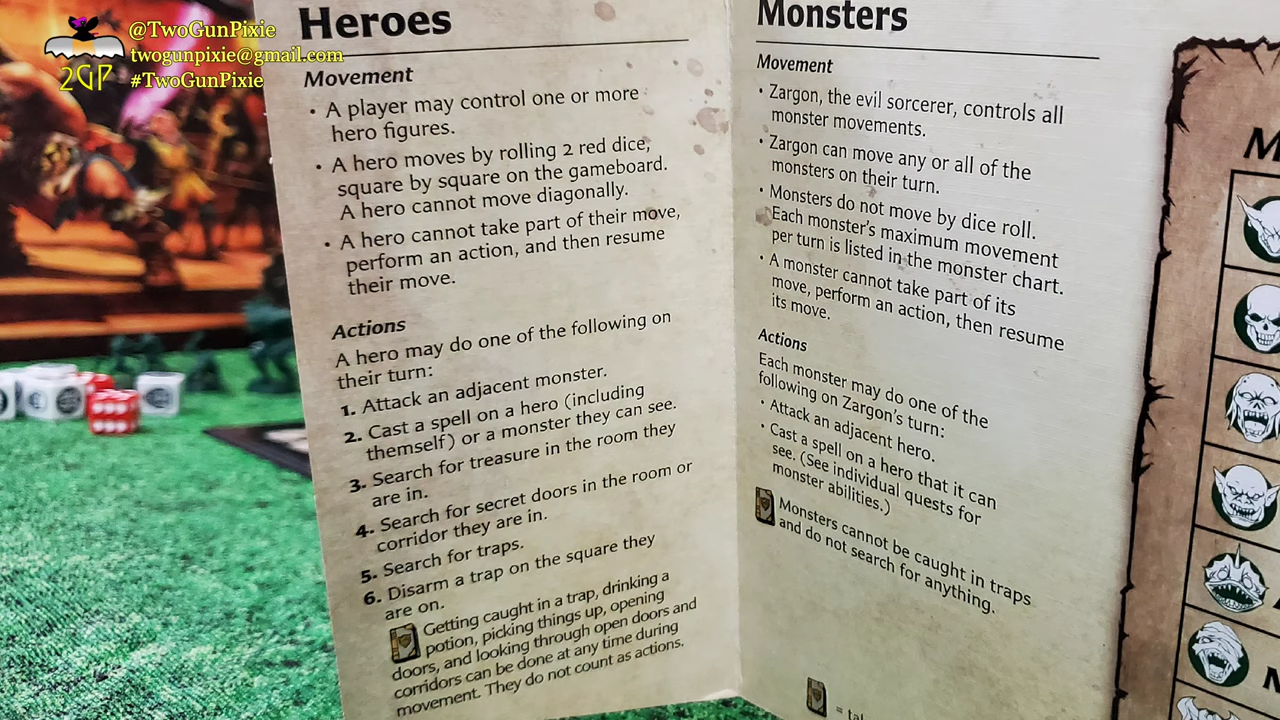 @TwoGunPixie
twogunpixie@gmail.com
#TwoGunPixie
2GP
Heroes
Movement
• A player may control one or more
hero figures.
• A hero moves by rolling 2 red dice,
square by square on the gameboard.
A hero cannot move diagonally.
• A hero cannot take part of their move,
perform an action, and then resume
their move.
Actions
A hero may do one of the following on
their turn:
1. Attack an adjacent monster.
2. Cast a spell on a hero (including
themself) or a monster they can see.
3. Search for treasure in the room they
are in.
4. Search for secret doors in the room or
corridor they are in.
5. Search for traps.
6. Disarm a trap on the square they
are on.
Getting caught in a trap, drinking a
potion, picking things up, opening
doors, and looking through open doors and
corridors can be done at any time during
movement. They do not count as actions.
Monsters
Movement
• Zargon, the evil sorcerer, controls all
monster movements.
• Zargon can move any or all of the
monsters on their turn.
• Monsters do not move by dice roll.
Each monster's maximum movement
per turn is listed in the monster chart.
• A monster cannot take part of its
move, perform an action, then resume
its move.
Actions
Each monster may do one of the
following on Zargon's turn:
• Attack an adjacent hero.
• Cast a spell on a hero that it can
see. (See individual quests for
monster abilities.)
Monsters cannot be caught in traps
and do not search for anything.